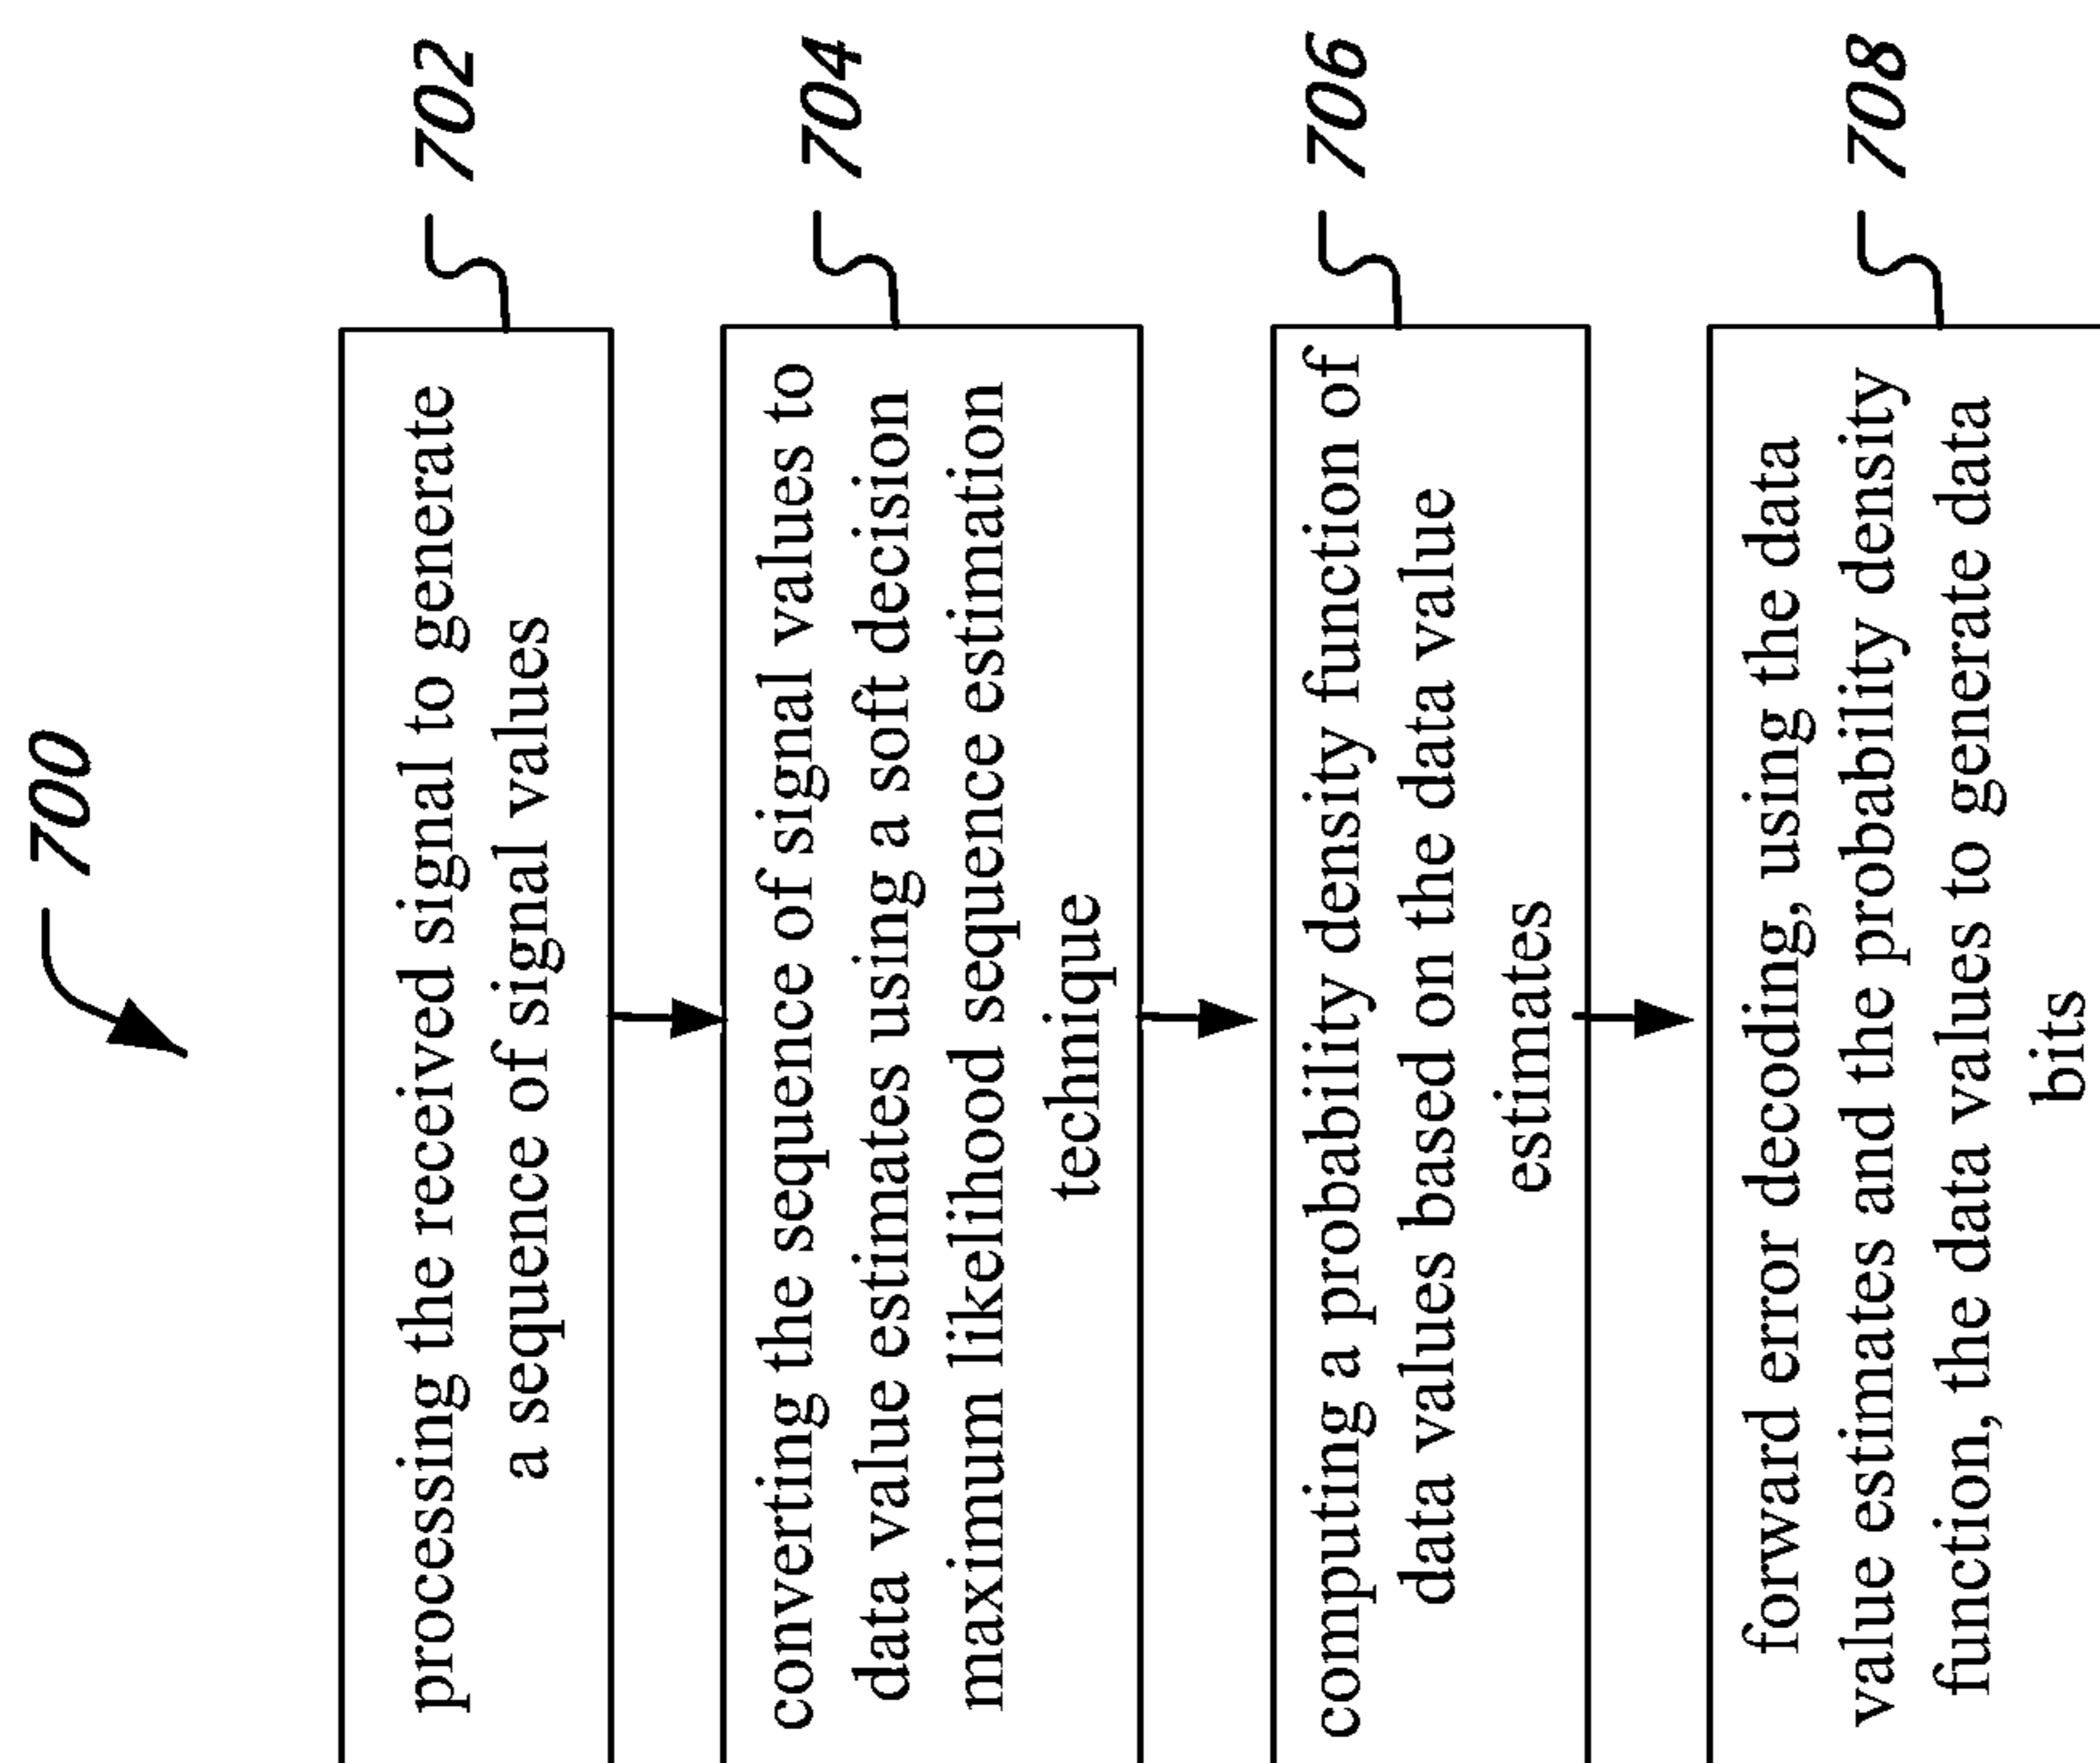 700
processing the received signal to generate
a sequence of signal values
702
converting the sequence of signal values to
data value estimates using a soft decision
maximum likelihood sequence estimation
technique
704
computing a probability density function of
data values based on the data value
estimates
706
forward error decoding, using the data
value estimates and the probability density
function, the data values to generate data
bits
708